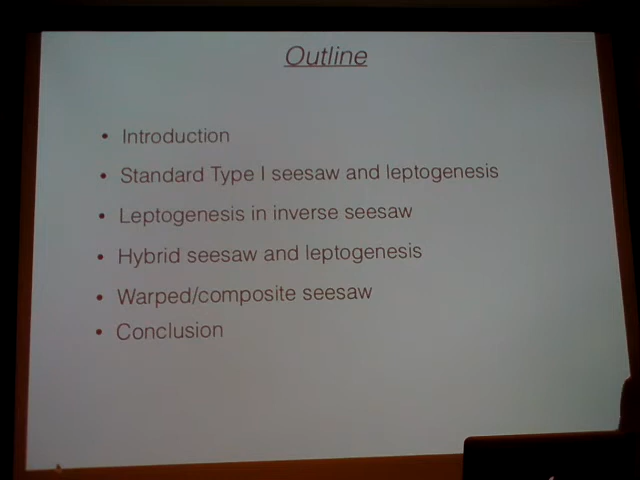 Outline
• Introduction
• Standard Type I seesaw and leptogenesis
• Leptogenesis in inverse seesaw
• Hybrid seesaw and leptogenesis
• Warped/composite seesaw
• Conclusion